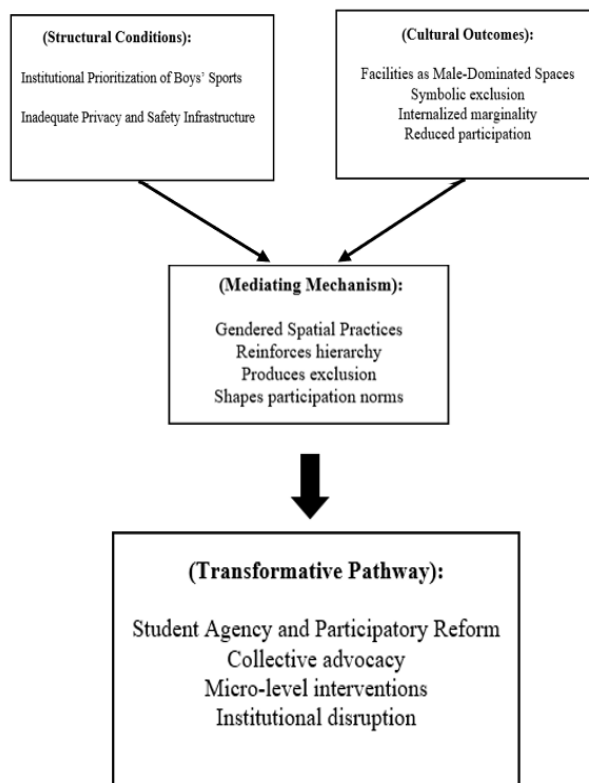 (Structural Conditions):
Institutional Prioritization of Boys’ Sports
Inadequate Privacy and Safety Infrastructure
(Cultural Outcomes):
Facilities as Male-Dominated Spaces
Symbolic exclusion
Internalized marginality
Reduced participation
(Mediating Mechanism):
Gendered Spatial Practices
Reinforces hierarchy
Produces exclusion
Shapes participation norms
(Transformative Pathway):
Student Agency and Participatory Reform
Collective advocacy
Micro-level interventions
Institutional disruption